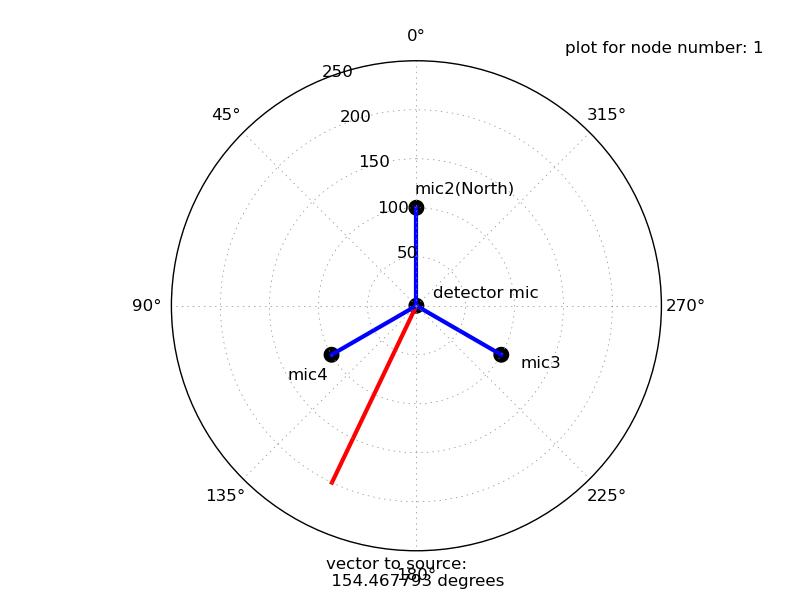 0°
plot for node number: 1
250
45°
315°
200
150
mic2(North)
100
50
detector mic
90°
270°
mic4
mic3
135°
225°
vector to source:
180°
154.467793 degrees